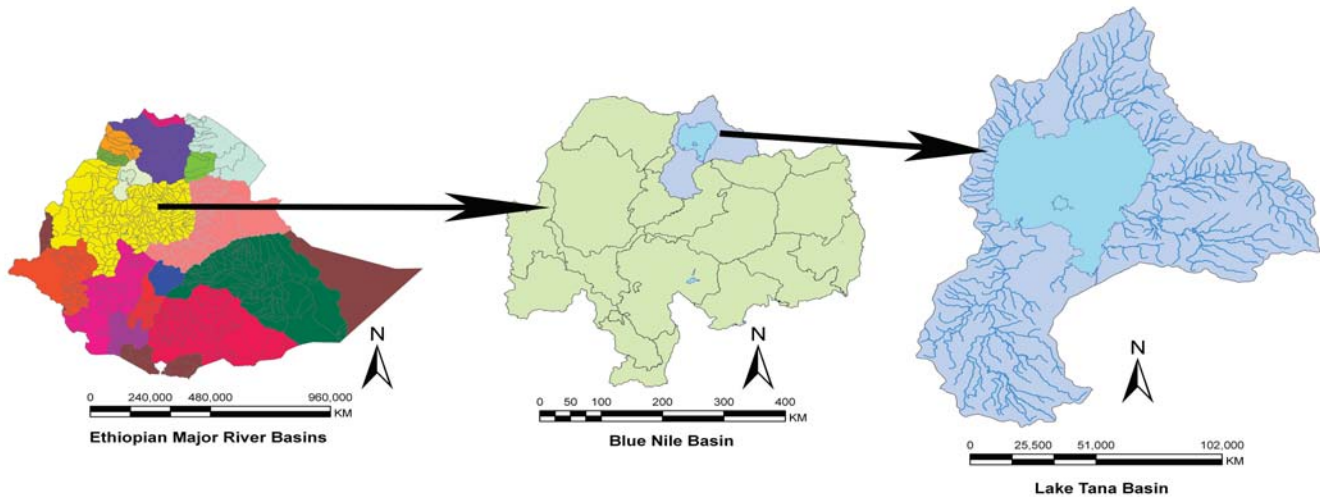 N
0 240,000 480,000 960,000
KM
Ethiopian Major River Basins
N
0 50 100 200 300 400
KM
Blue Nile Basin
N
0 25,500 51,000 102,000
KM
Lake Tana Basin